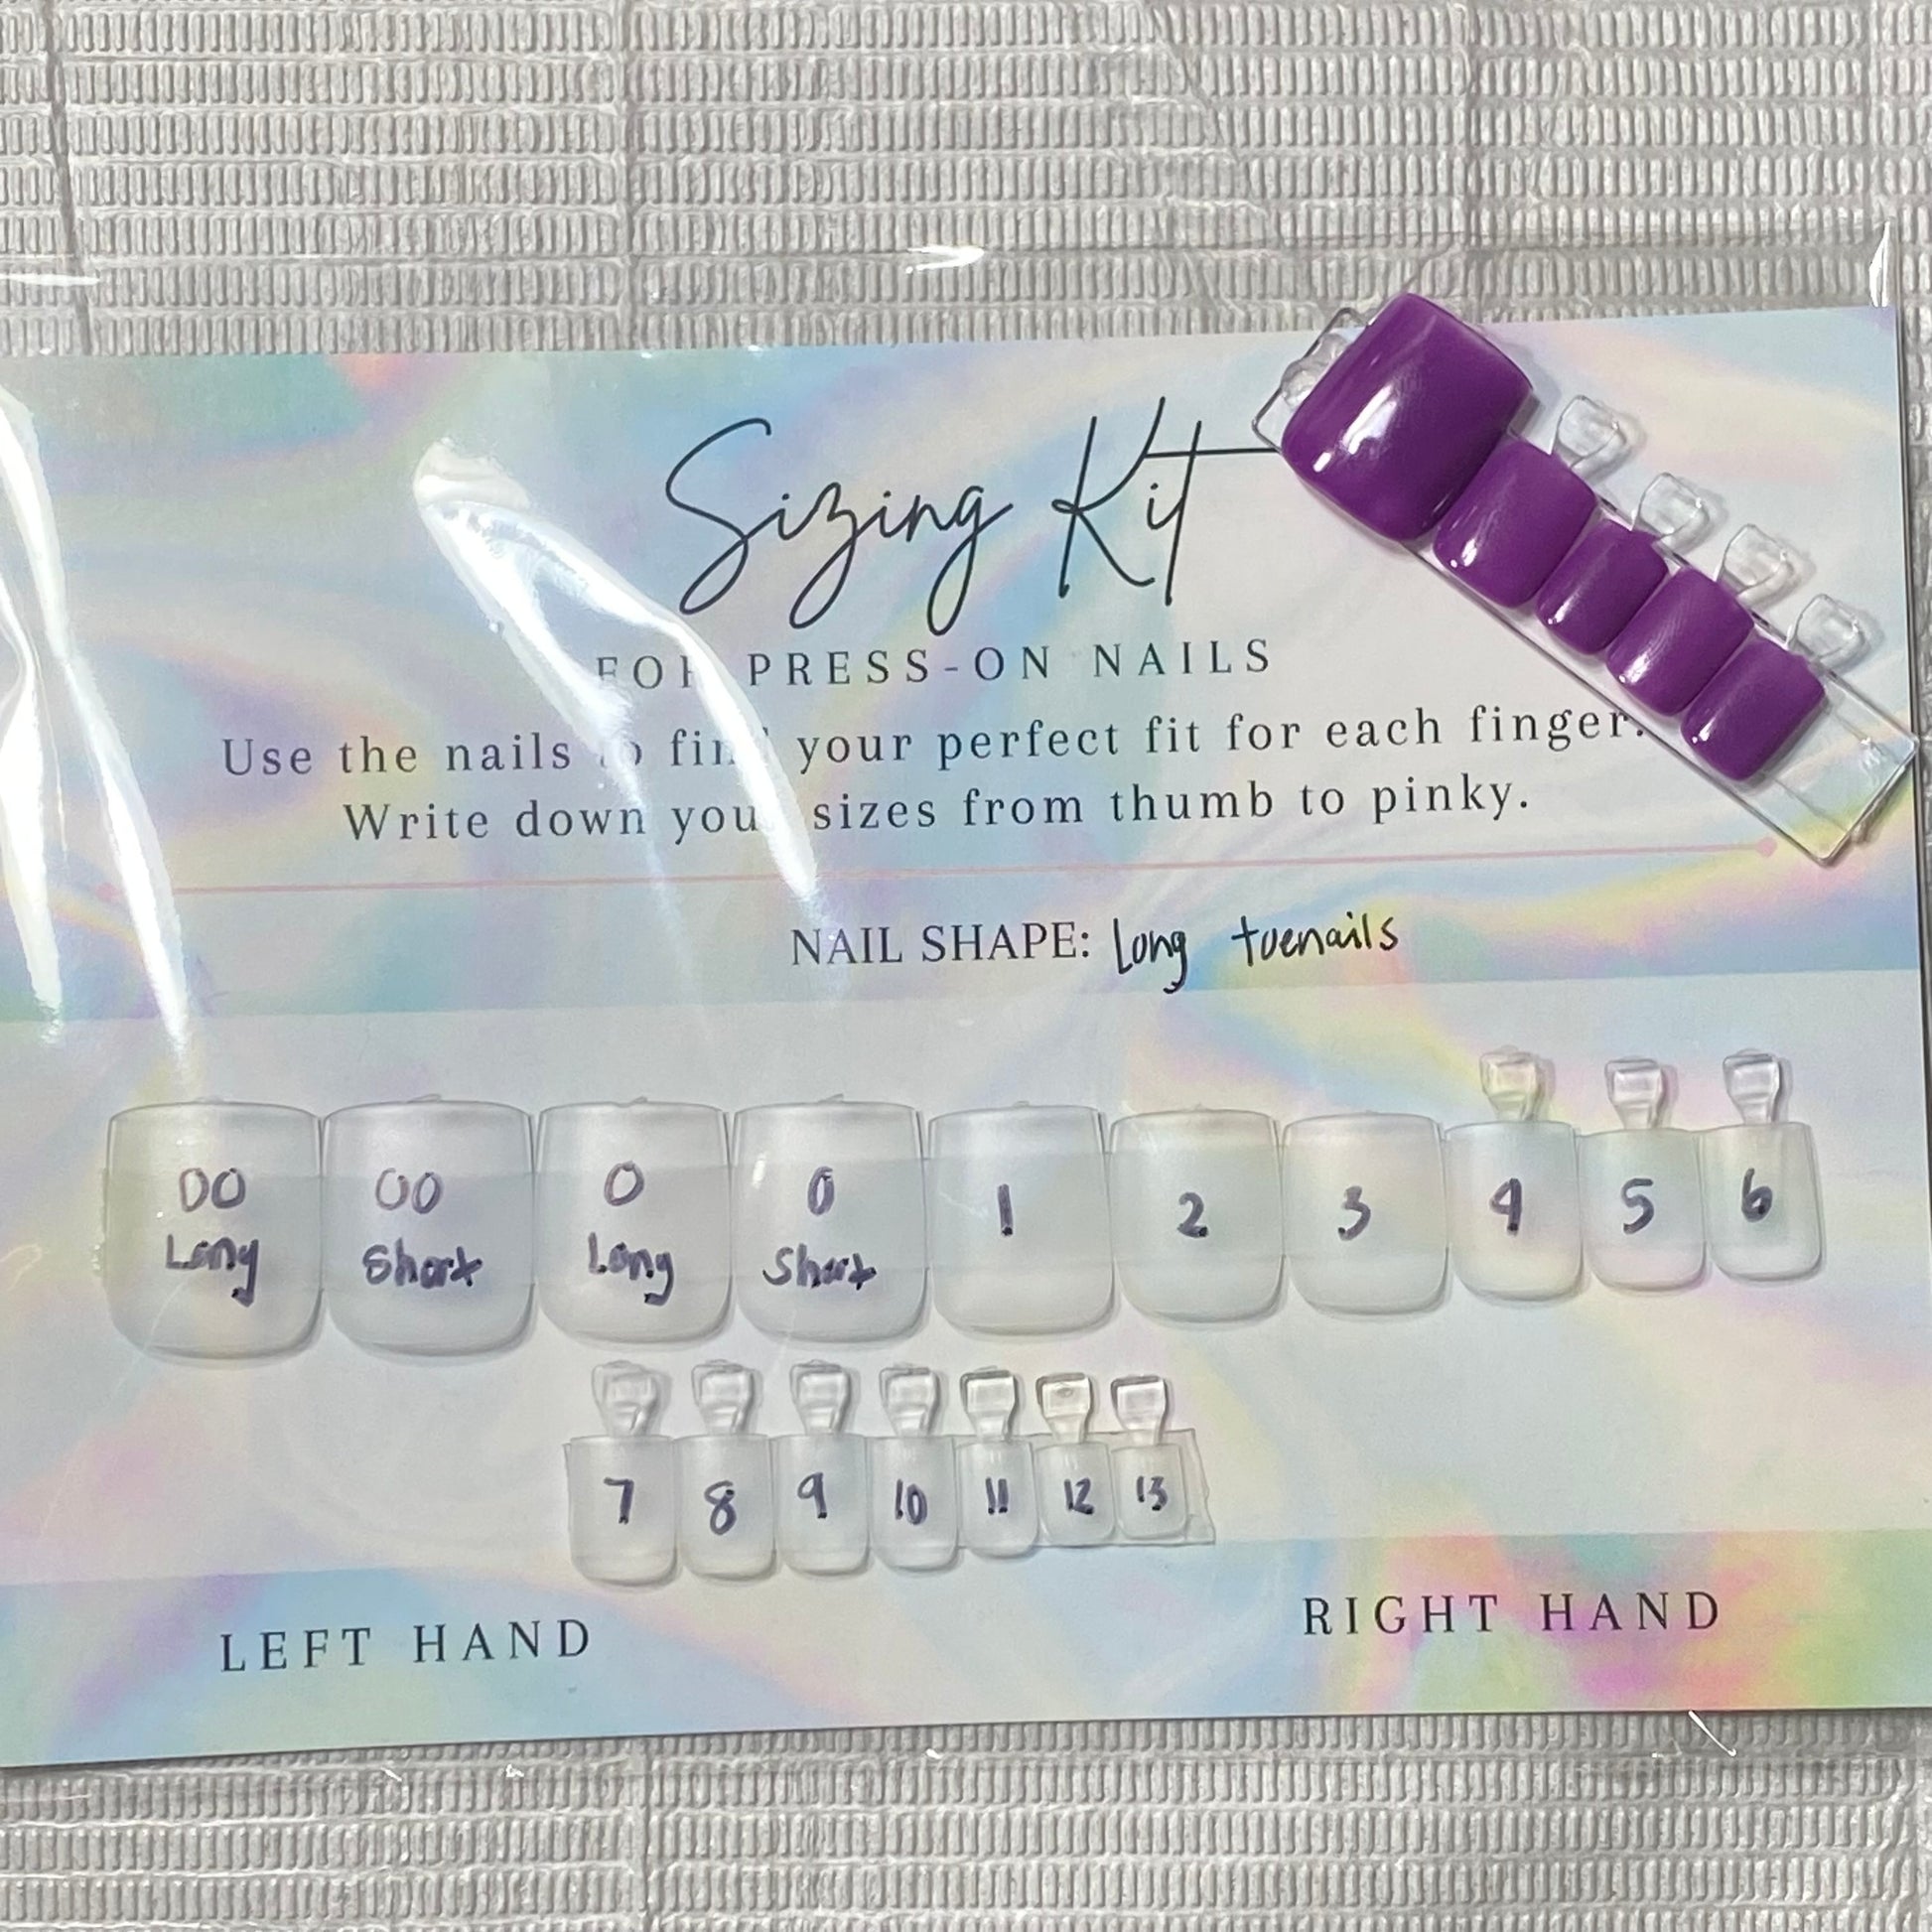 Sizing Kit
FOR PRESS-ON NAILS
Use the nails to find your perfect fit for each finger.
Write down your sizes from thumb to pinky.
NAIL SHAPE: Long toenails
00 Long 00 Short 0 Long 0 Short 1 2 3 4 5 6
7 8 9 10 11 12 13
LEFT HAND RIGHT HAND